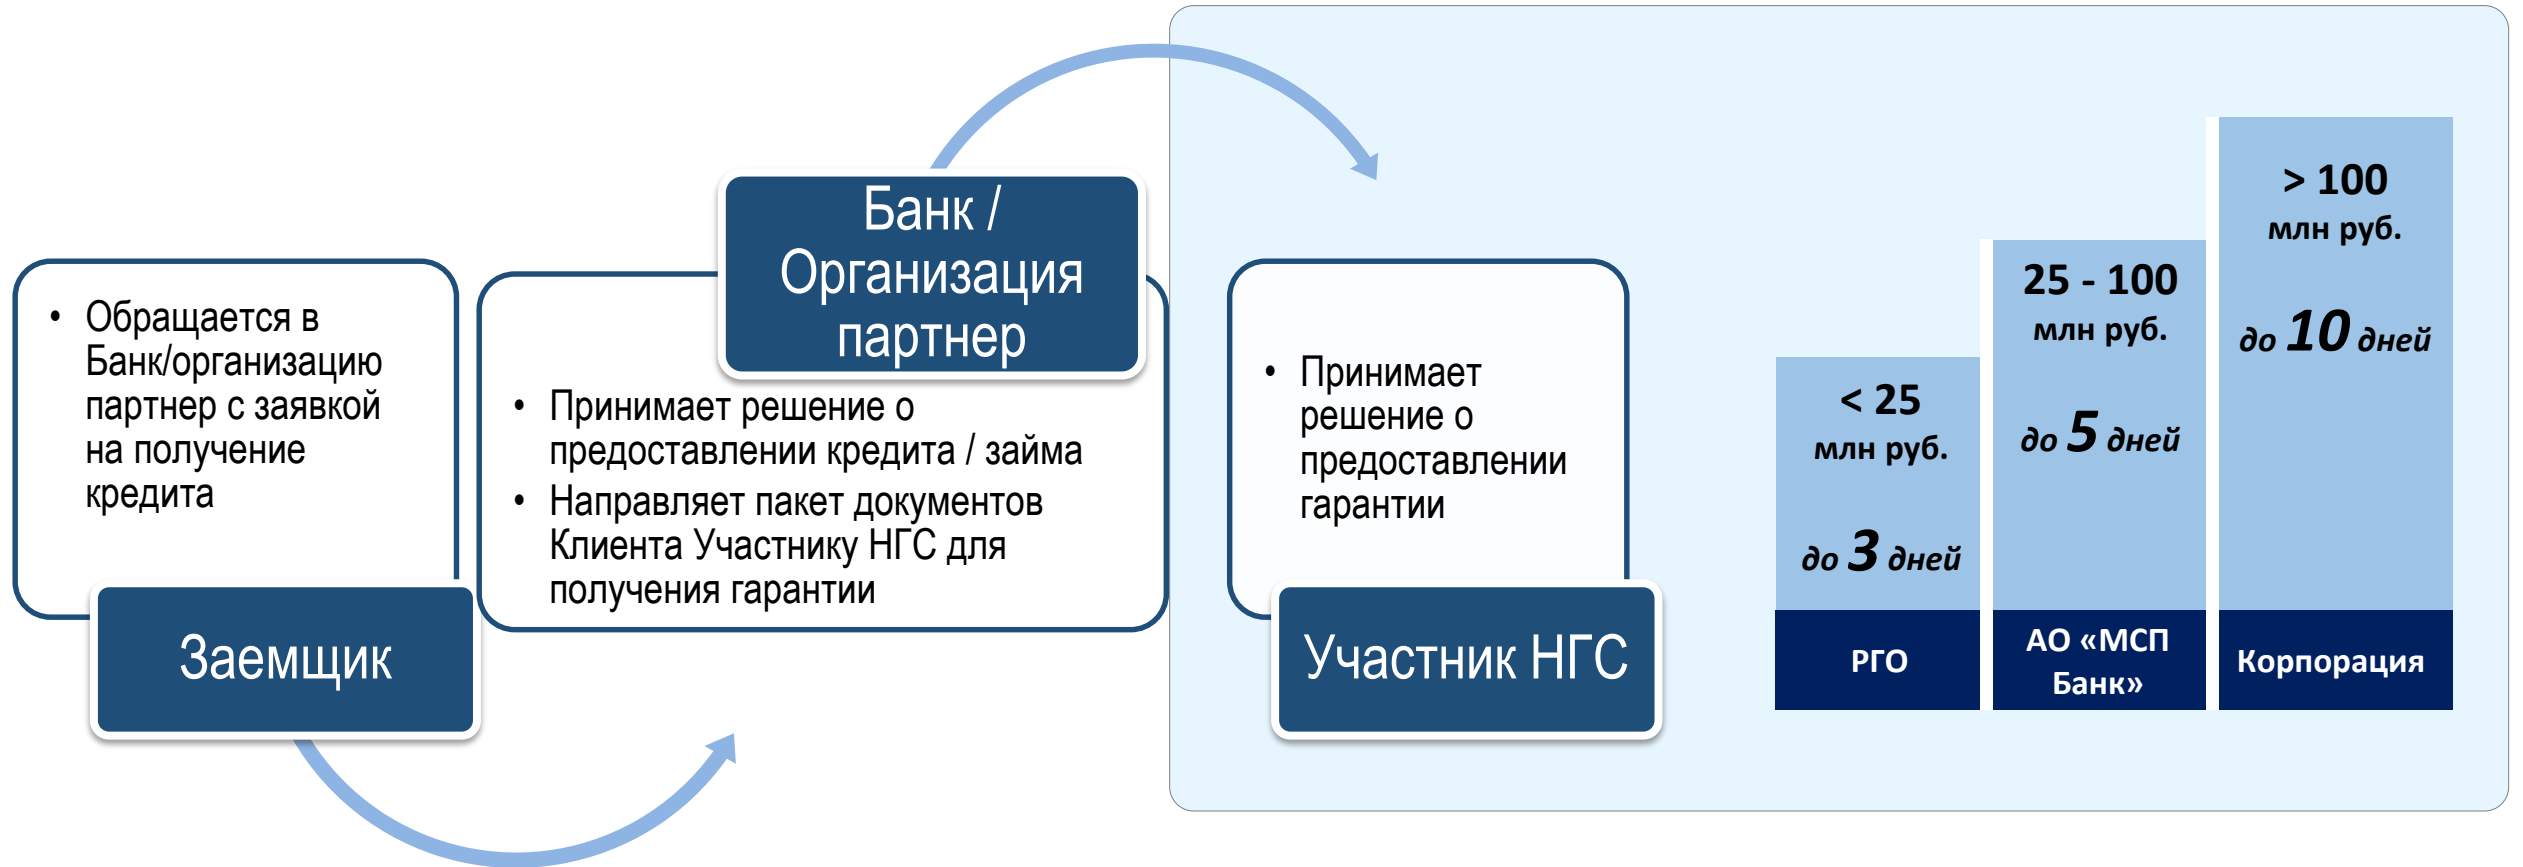 • Обращается в
Банк/организацию
партнер с заявкой
на получение
кредита
Заемщик
Банк /
Организация
партнер
• Принимает решение о
предоставлении кредита / займа
• Направляет пакет документов
Клиента Участнику НГС для
получения гарантии
• Принимает
решение о
предоставлении
гарантии
Участник НГС
< 25
млн руб.
до 3 дней
РГО
25 - 100
млн руб.
до 5 дней
АО «МСП
Банк»
> 100
млн руб.
до 10 дней
Корпорация